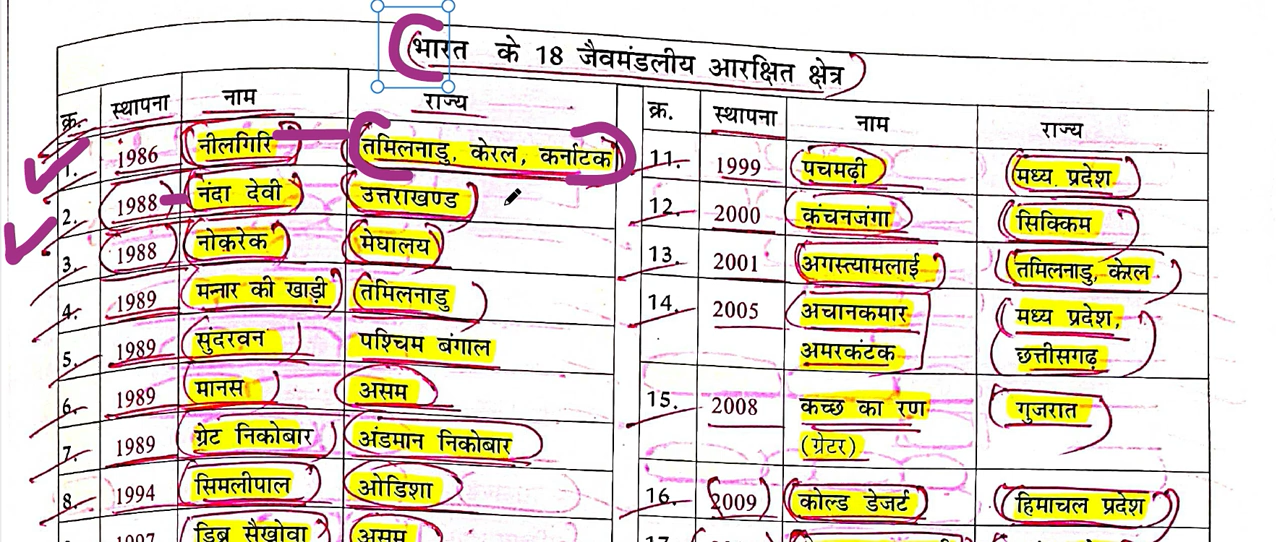 भारत के 18 जैवमंडलीय आरक्षित क्षेत्र
क्र. स्थापना नाम राज्य
1. 1986 नीलगिरि तमिलनाडु, केरल, कर्नाटक
2. 1988 नंदा देवी उत्तराखण्ड
3. 1988 नोकरेक मेघालय
4. 1989 मन्नार की खाड़ी तमिलनाडु
5. 1989 सुंदरवन पश्चिम बंगाल
6. 1989 मानस असम
7. 1989 ग्रेट निकोबार अंडमान निकोबार
8. 1994 सिमलीपाल ओडिशा
1997 डिब्रू सैखोवा असम
क्र. स्थापना नाम राज्य
11. 1999 पचमढ़ी मध्य प्रदेश
12. 2000 कंचनजंगा सिक्किम
13. 2001 अगस्त्यामलाई तमिलनाडु, केरल
14. 2005 अचानकमार मध्य प्रदेश,
अमरकंटक छत्तीसगढ़
15. 2008 कच्छ का रण गुजरात
(ग्रेटर)
16. 2009 कोल्ड डेजर्ट हिमाचल प्रदेश
17.